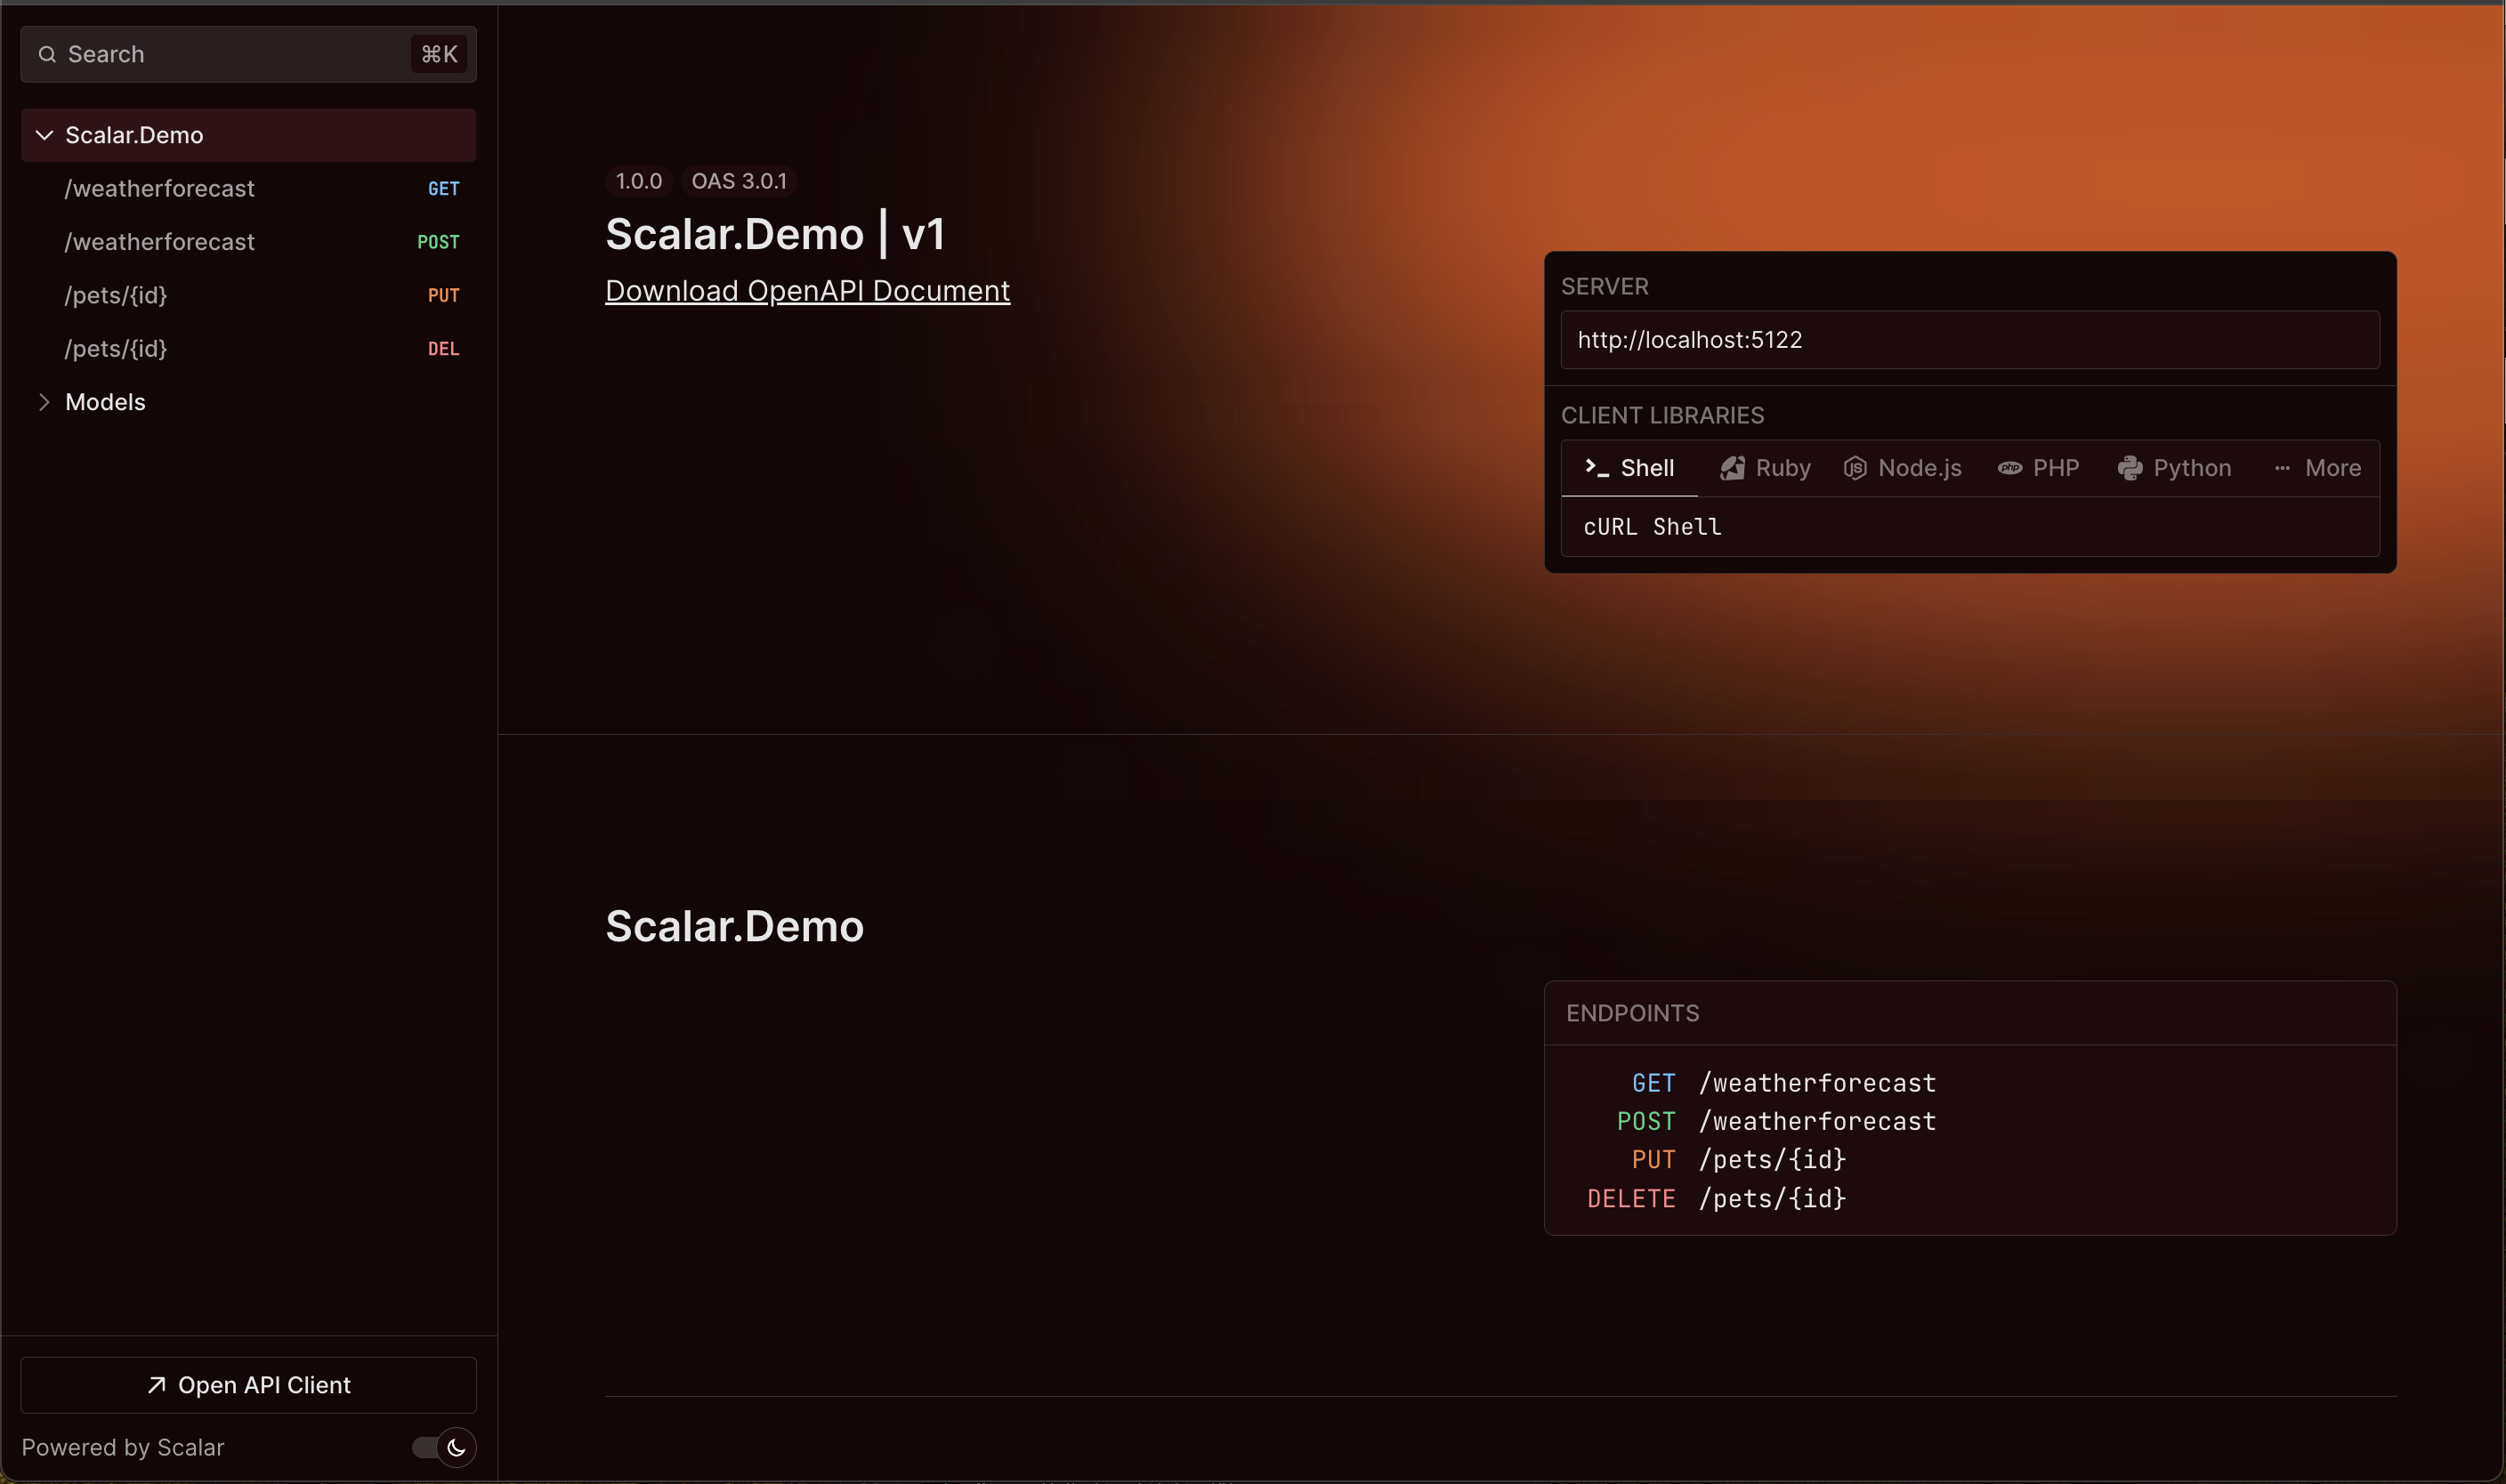 Search ⌘K
Scalar.Demo
/weatherforecast GET
/weatherforecast POST
/pets/{id} PUT
/pets/{id} DEL
Models
Open API Client
Powered by Scalar
1.0.0 OAS 3.0.1
Scalar.Demo | v1
Download OpenAPI Document
SERVER
http://localhost:5122
CLIENT LIBRARIES
Shell Ruby Node.js PHP Python ··· More
cURL Shell
Scalar.Demo
ENDPOINTS
GET /weatherforecast
POST /weatherforecast
PUT /pets/{id}
DELETE /pets/{id}